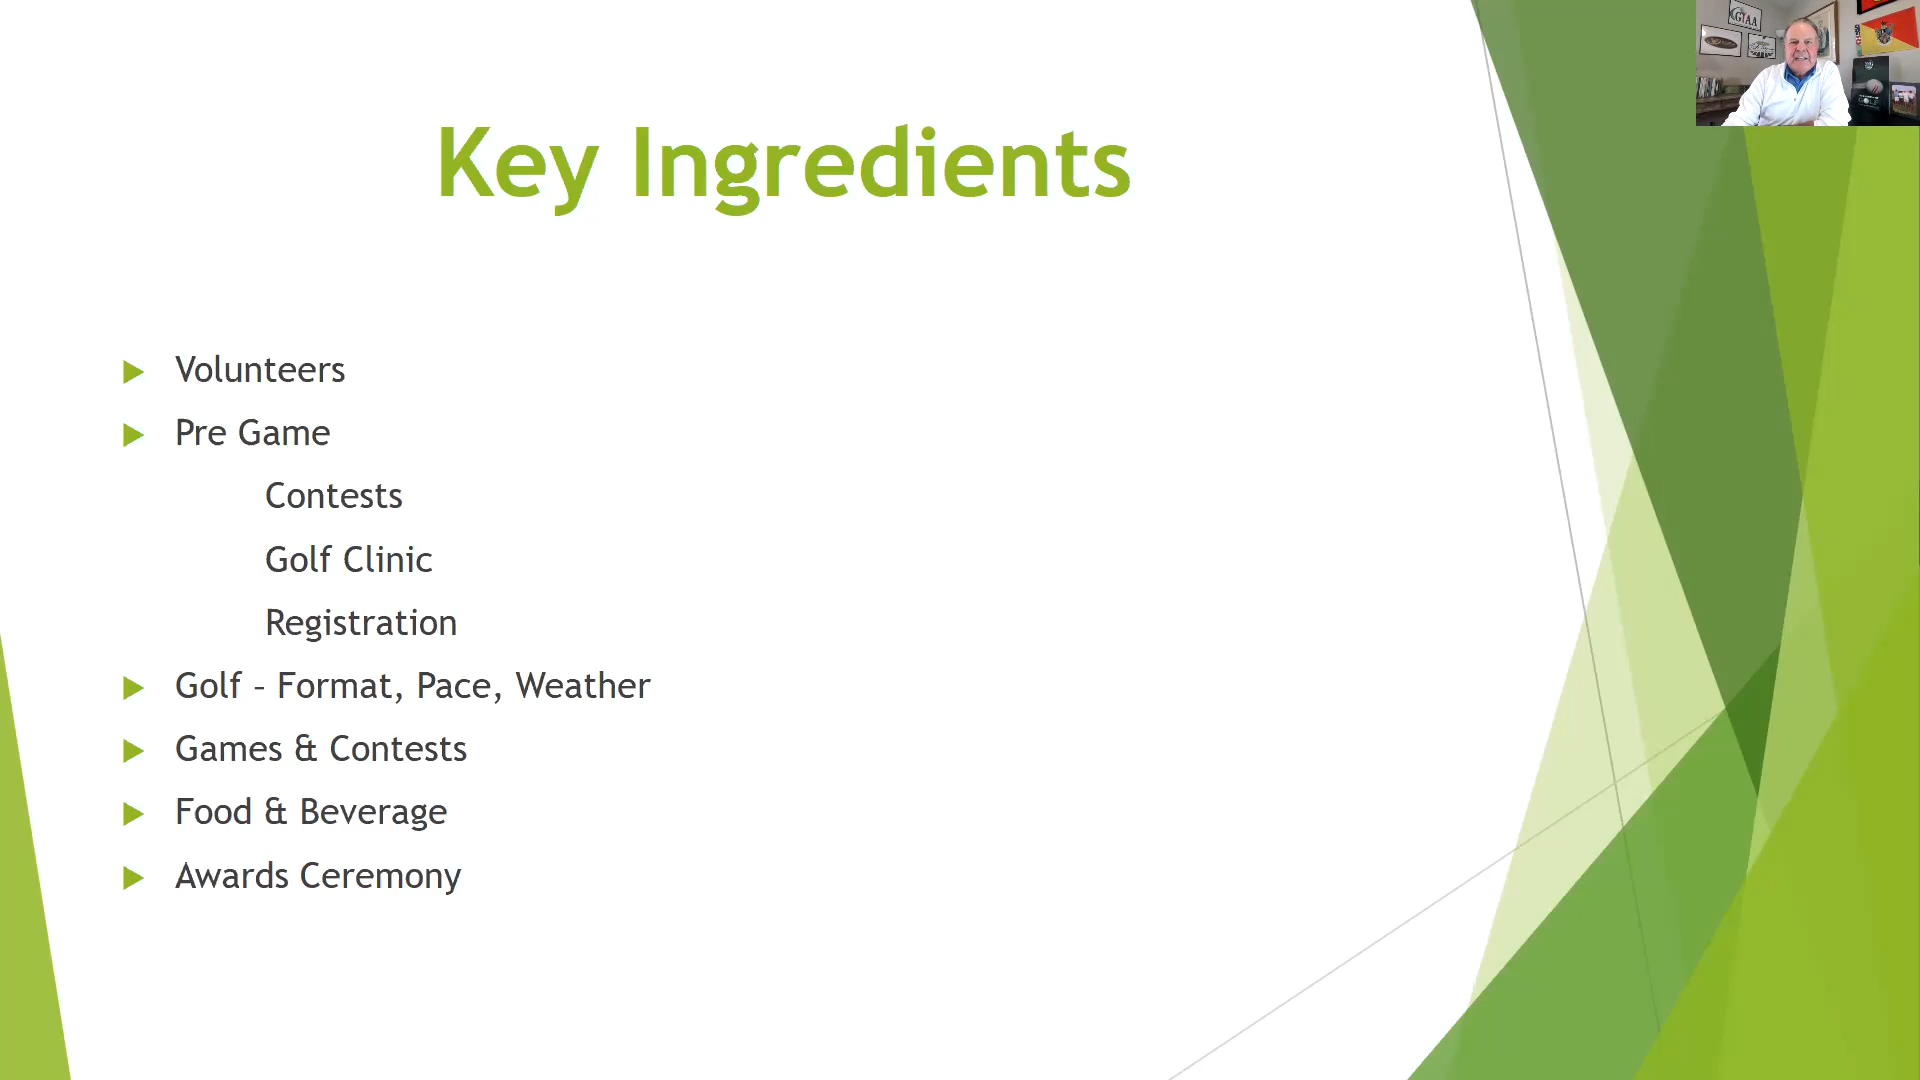 Key Ingredients
Volunteers
Pre Game
Contests
Golf Clinic
Registration
Golf – Format, Pace, Weather
Games & Contests
Food & Beverage
Awards Ceremony